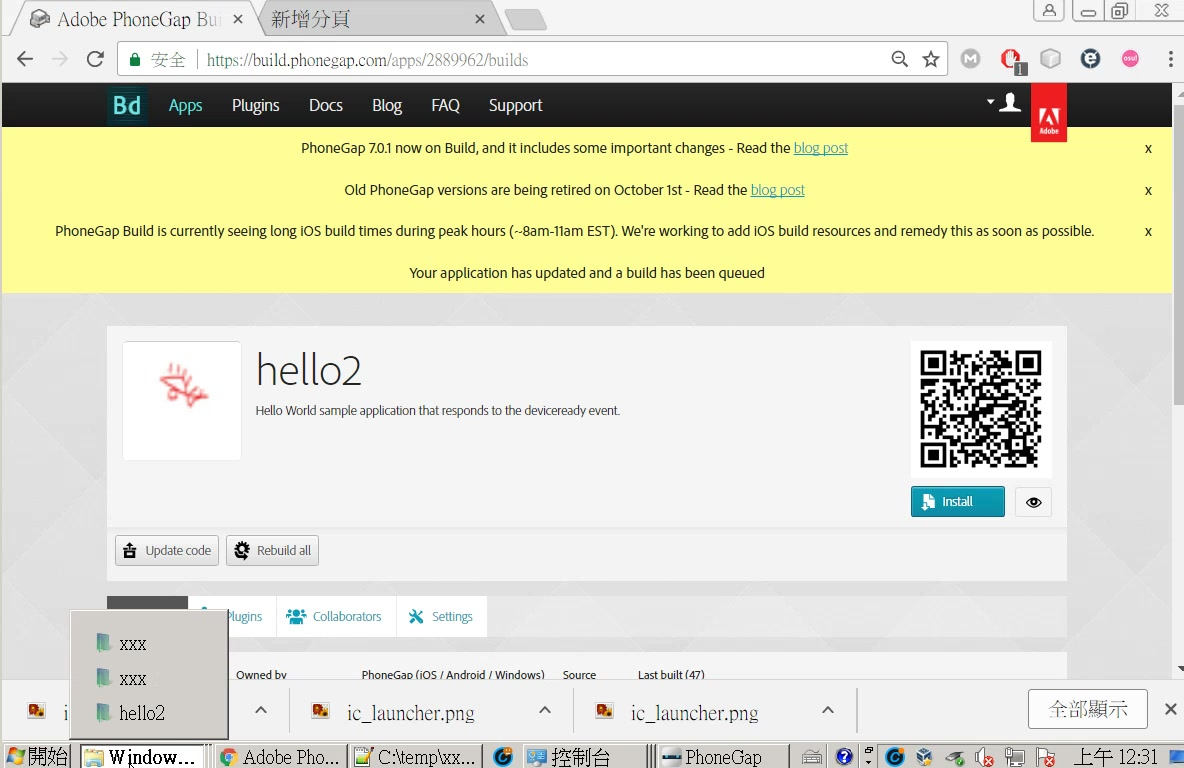 Adobe PhoneGap Bui
新增分頁
安全 https://build.phonegap.com/apps/2889962/builds
1
osu!
Bd Apps Plugins Docs Blog FAQ Support
Adobe
PhoneGap 7.0.1 now on Build, and it includes some important changes - Read the blog post x
Old PhoneGap versions are being retired on October 1st - Read the blog post x
PhoneGap Build is currently seeing long iOS build times during peak hours (~8am-11am EST). We're working to add iOS build resources and remedy this as soon as possible. x
Your application has updated and a build has been queued
hello2
Hello World sample application that responds to the deviceready event.
Install
Update code Rebuild all
Plugins Collaborators Settings
xxx
xxx
hello2
Owned by PhoneGap (iOS / Android / Windows) Source Last built (47)
ic_launcher.png ic_launcher.png 全部顯示
開始 Window... Adobe Pho... C:\temp\xx... 控制台 PhoneGap 上午 12:31